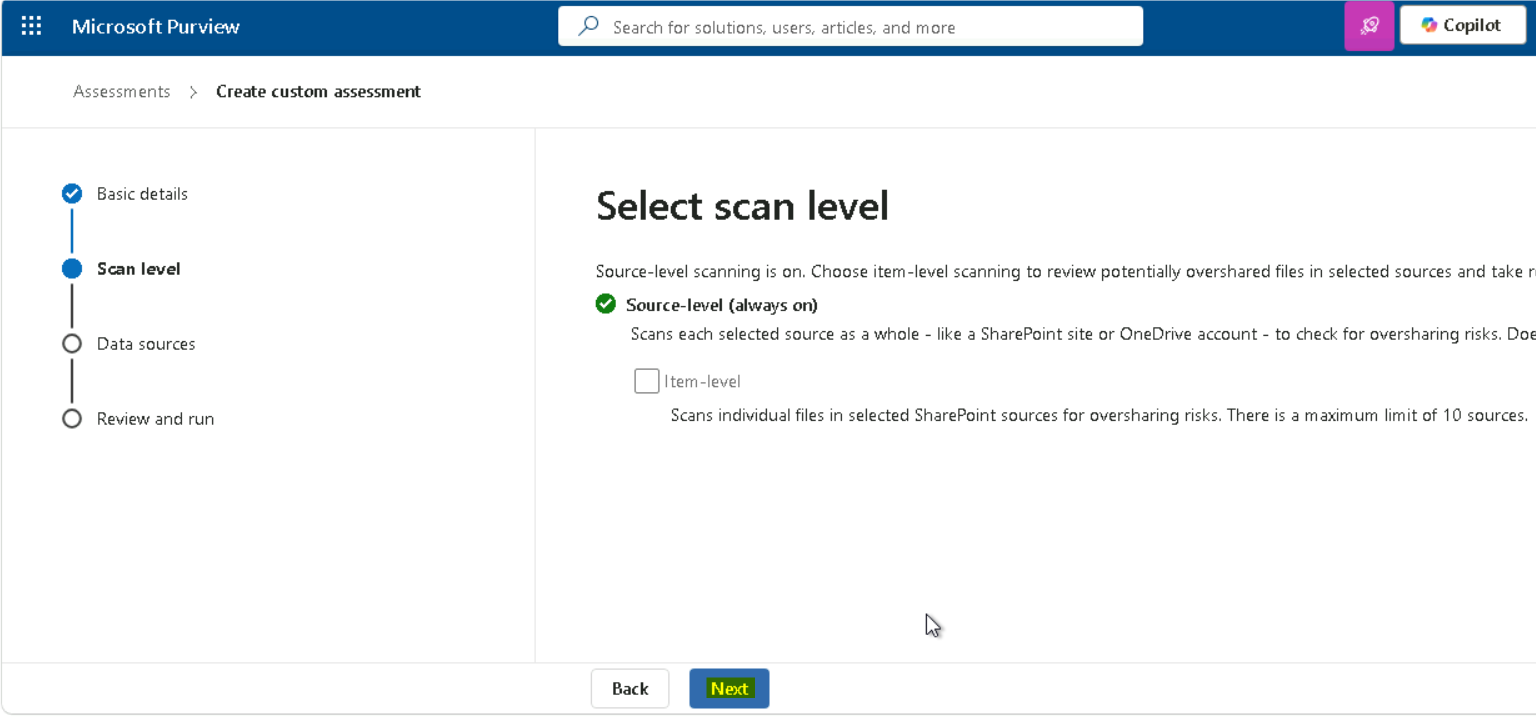 Microsoft Purview
Search for solutions, users, articles, and more
Copilot
Assessments > Create custom assessment
Basic details
Scan level
Data sources
Review and run
Select scan level
Source-level scanning is on. Choose item-level scanning to review potentially overshared files in selected sources and take
Source-level (always on)
Scans each selected source as a whole - like a SharePoint site or OneDrive account - to check for oversharing risks.
Item-level
Scans individual files in selected SharePoint sources for oversharing risks. There is a maximum limit of 10 sources.
Back
Next